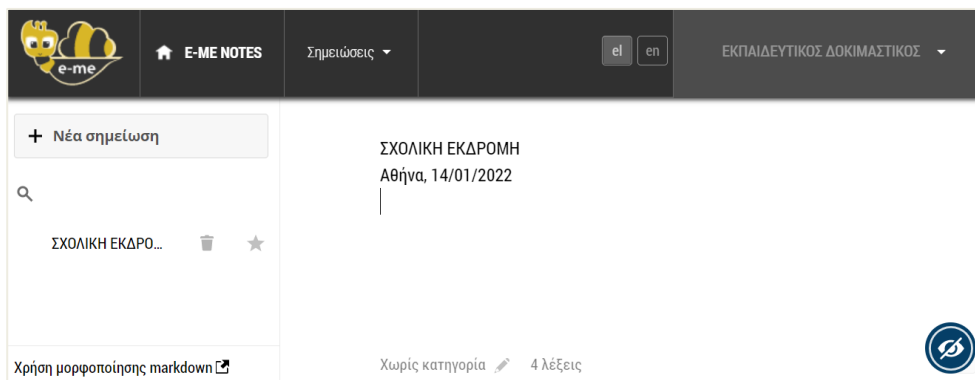 e-me
E-ME NOTES
Σημειώσεις
el
en
ΕΚΠΑΙΔΕΥΤΙΚΟΣ ΔΟΚΙΜΑΣΤΙΚΟΣ
+ Νέα σημείωση
ΣΧΟΛΙΚΗ ΕΚΔΡΟ...
Χρήση μορφοποίησης markdown
ΣΧΟΛΙΚΗ ΕΚΔΡΟΜΗ
Αθήνα, 14/01/2022
Χωρίς κατηγορία
4 λέξεις